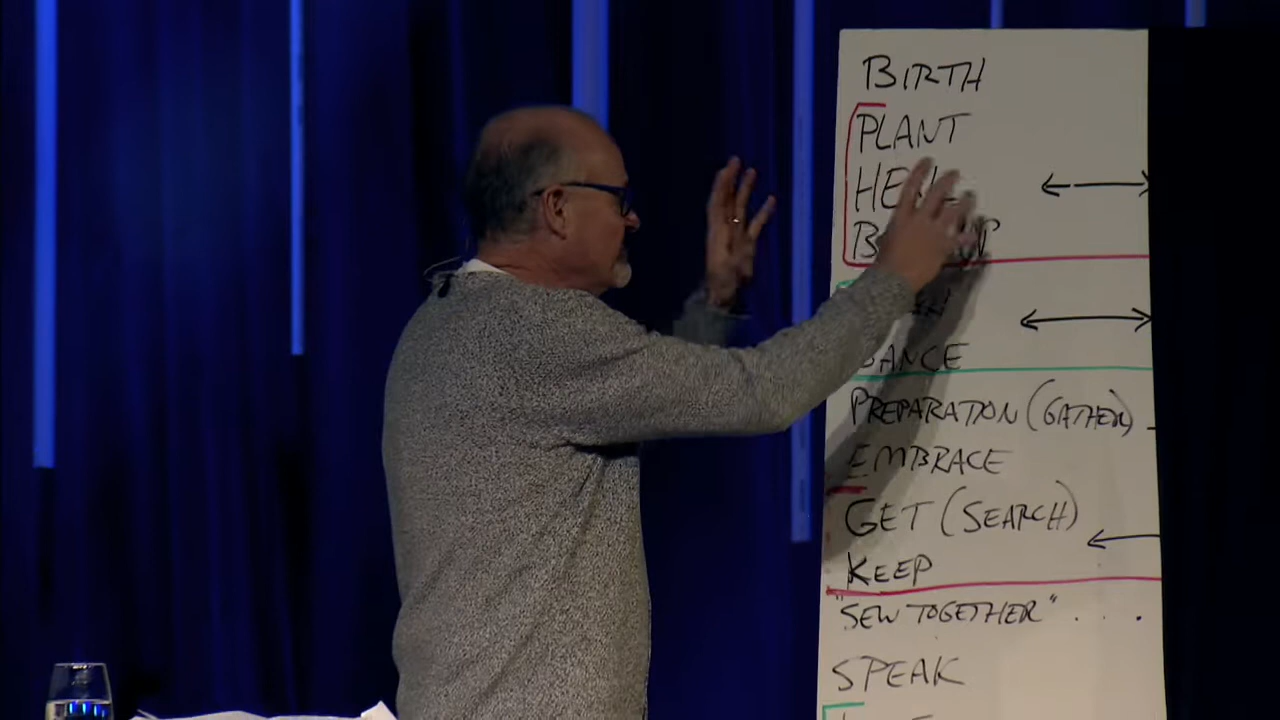 BIRTH
PLANT
DANCE
PREPARATION (GATHER)
EMBRACE
GET (SEARCH)
KEEP
"SEW TOGETHER" . . .
SPEAK